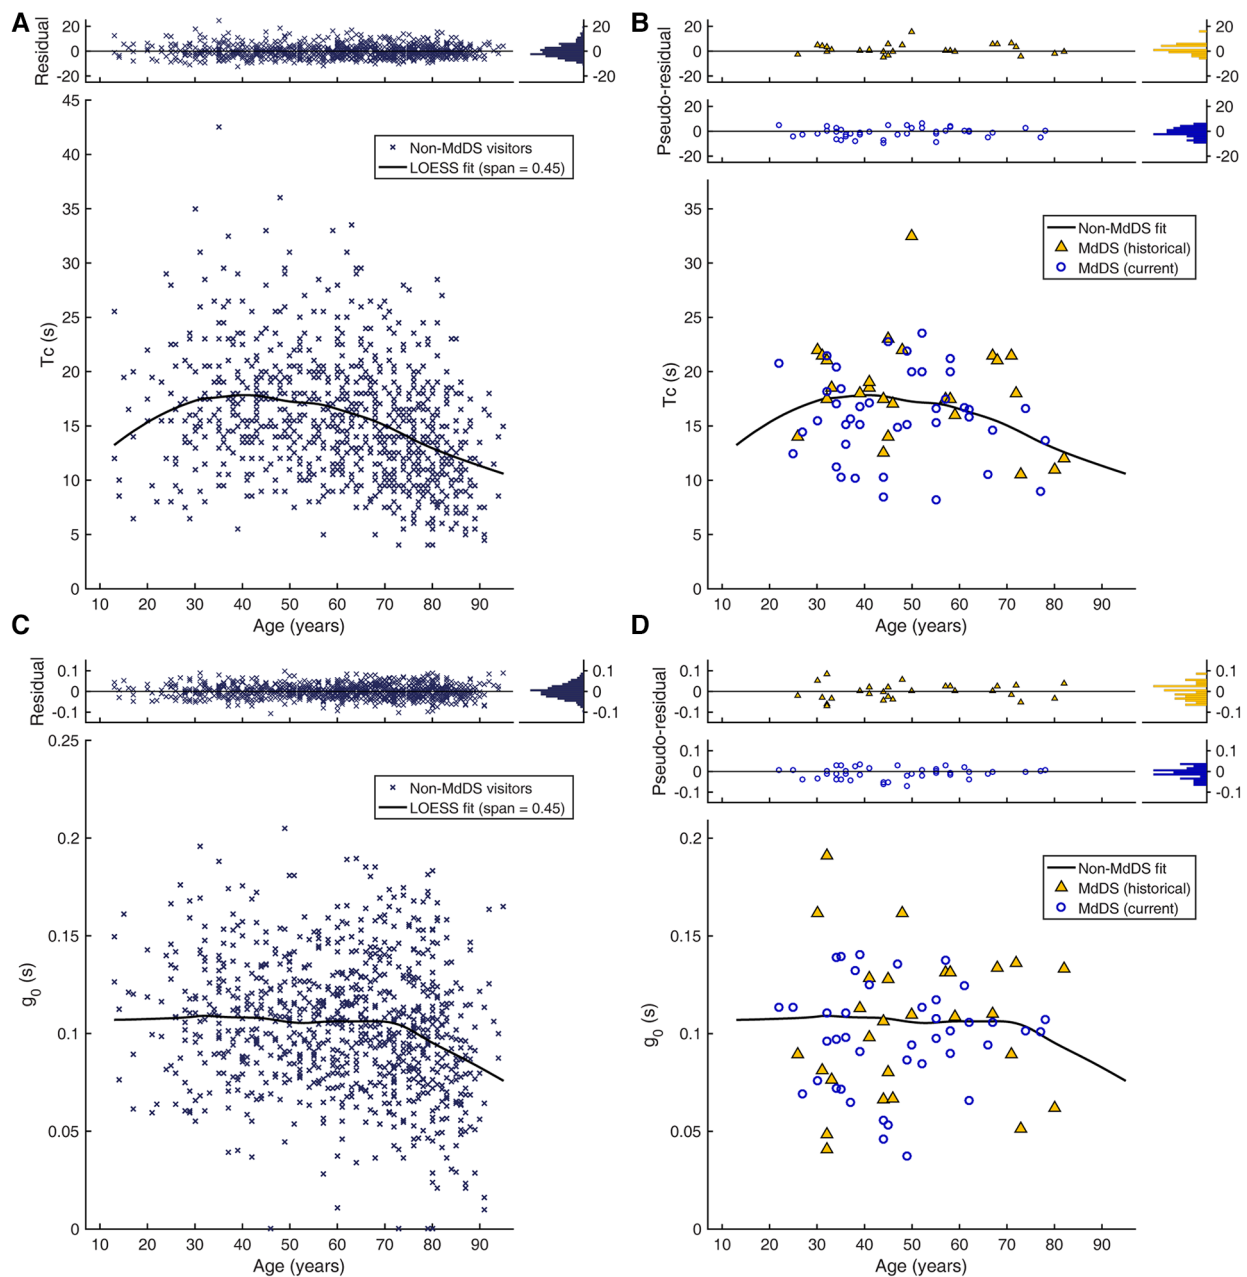 A
Residual
20
0
-20
20
0
-20
45
40
35
30
25
20
15
10
5
0
Tc (s)
Non-MdDS visitors
LOESS fit (span = 0.45)
10 20 30 40 50 60 70 80 90
Age (years)
B
Pseudo-residual
20
0
-20
20
0
-20
20
0
-20
20
0
-20
35
30
25
20
15
10
5
0
Tc (s)
Non-MdDS fit
MdDS (historical)
MdDS (current)
10 20 30 40 50 60 70 80 90
Age (years)
C
Residual
0.1
0
-0.1
0.1
0
-0.1
0.25
0.2
0.15
0.1
0.05
0
g0 (s)
Non-MdDS visitors
LOESS fit (span = 0.45)
10 20 30 40 50 60 70 80 90
Age (years)
D
Pseudo-residual
0.1
0
-0.1
0.1
0
-0.1
0.1
0
-0.1
0.1
0
-0.1
0.2
0.15
0.1
0.05
0
g0 (s)
Non-MdDS fit
MdDS (historical)
MdDS (current)
10 20 30 40 50 60 70 80 90
Age (years)